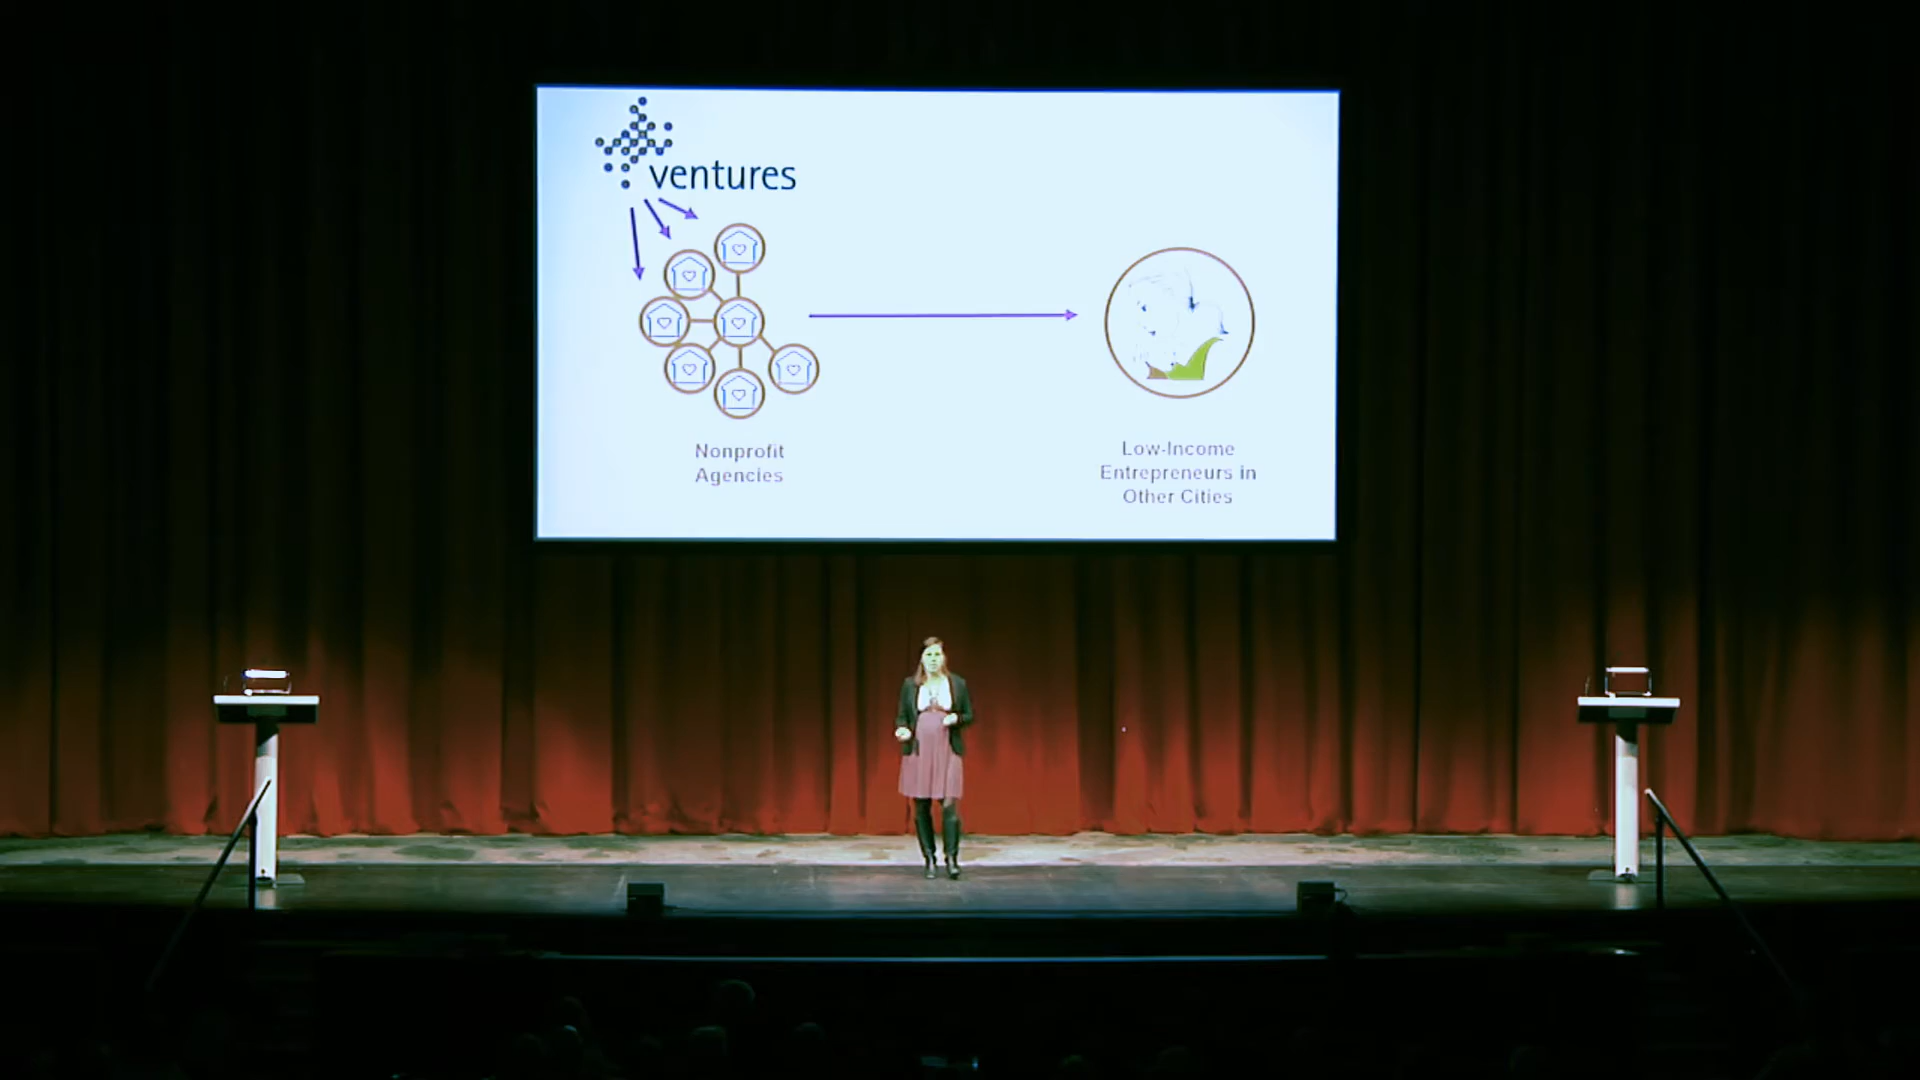 ventures
Nonprofit
Agencies
Low-Income
Entrepreneurs in
Other Cities